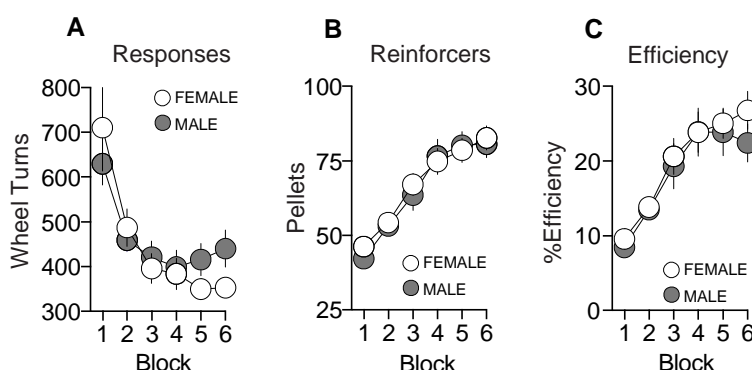 A
Responses
800
700
600
500
400
300
Wheel Turns
FEMALE
MALE
1 2 3 4 5 6
Block
B
Reinforcers
100
75
50
25
Pellets
FEMALE
MALE
1 2 3 4 5 6
Block
C
Efficiency
30
20
10
0
%Efficiency
FEMALE
MALE
1 2 3 4 5 6
Block